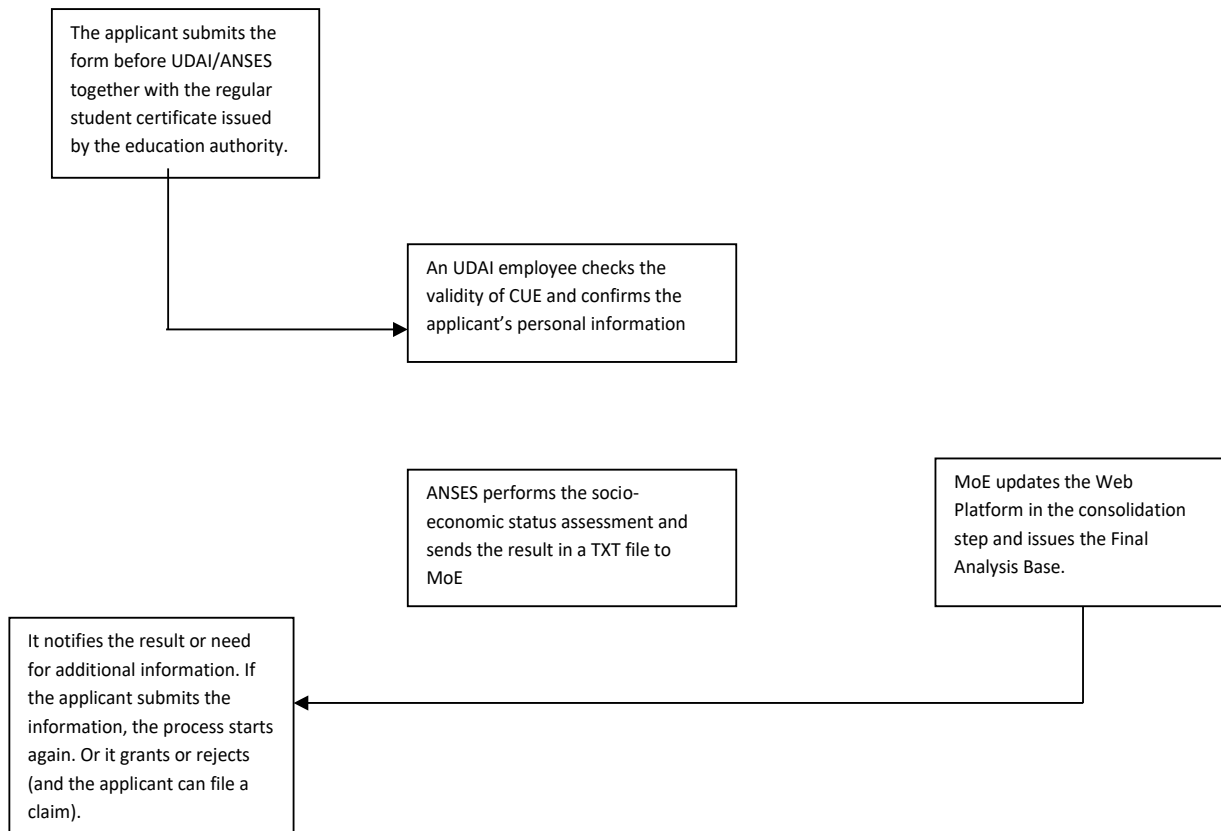 The applicant submits the
form before UDAI/ANSES
together with the regular
student certificate issued
by the education authority.
An UDAI employee checks the
validity of CUE and confirms the
applicant’s personal information
ANSES performs the socio-
economic status assessment and
sends the result in a TXT file to
MoE
MoE updates the Web
Platform in the consolidation
step and issues the Final
Analysis Base.
It notifies the result or need
for additional information. If
the applicant submits the
information, the process starts
again. Or it grants or rejects
(and the applicant can file a
claim).